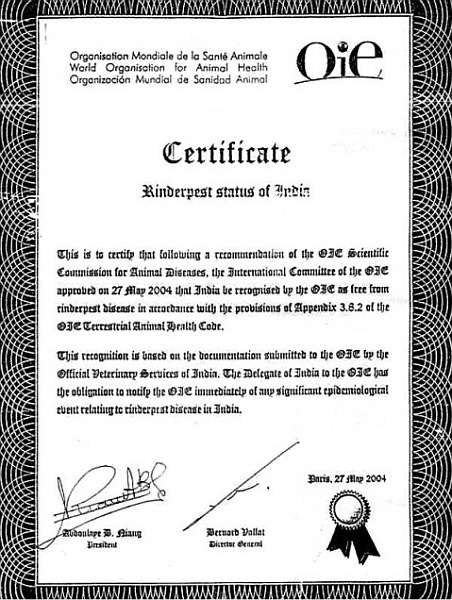 Organisation Mondiale de la Santé Animale
World Organisation for Animal Health
Organización Mundial de Sanidad Animal
OiE
Certificate
Rinderpest status of India
This is to certify that following a recommendation of the OIE Scientific
Commission for Animal Diseases, the International Committee of the OIE
approved on 27 May 2004 that India be recognised by the OIE as free from
rinderpest disease in accordance with the provisions of Appendix 3.8.2 of the
OIE Terrestrial Animal Health Code.
This recognition is based on the documentation submitted to the OIE by the
Official Veterinary Services of India. The Delegate of India to the OIE has
the obligation to notify the OIE immediately of any significant epidemiological
event relating to rinderpest disease in India.
Paris, 27 May 2004
Abdoulaye B. Niang
President
Bernard Vallat
Director General